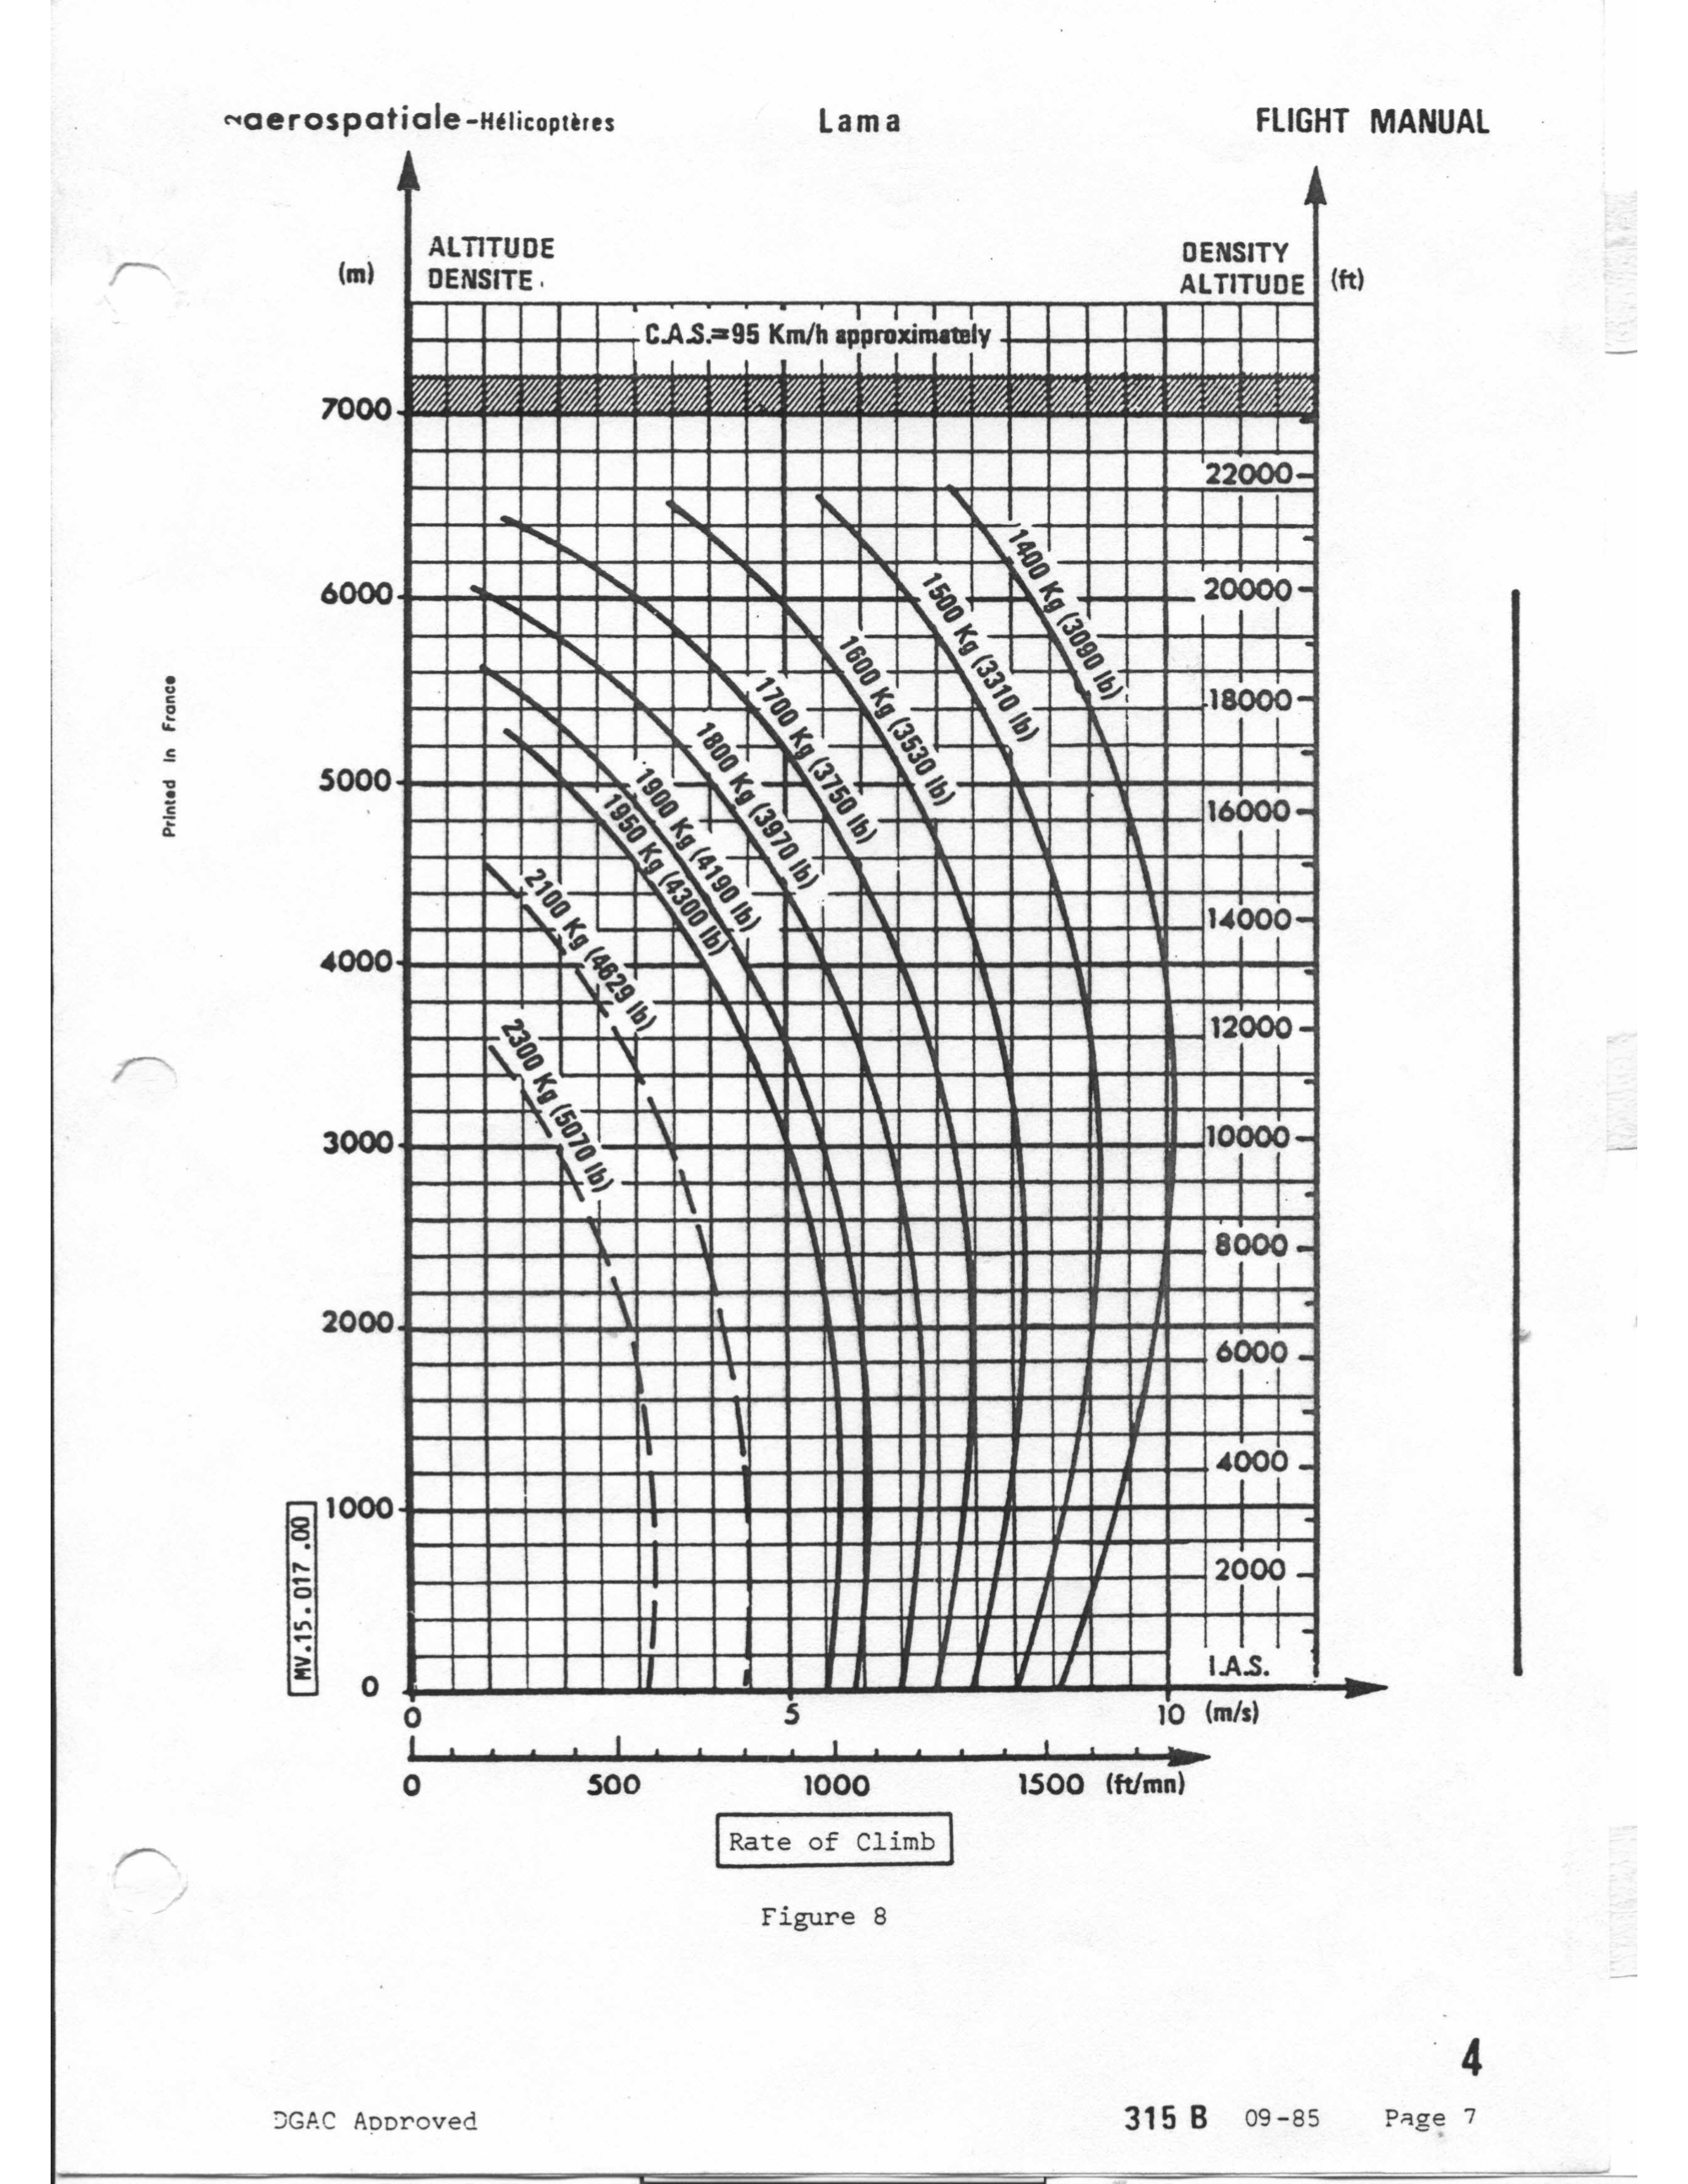 aerospatiale-Hélicoptères Lama FLIGHT MANUAL
ALTITUDE DENSITE
(m)
DENSITY ALTITUDE
(ft)
C.A.S.=95 Km/h approximately
7000
6000
5000
4000
3000
2000
1000
0
22000
20000
18000
16000
14000
12000
10000
8000
6000
4000
2000
I.A.S.
1400 Kg (3090 lb)
1500 Kg (3310 lb)
1600 Kg (3530 lb)
1700 Kg (3750 lb)
1800 Kg (3970 lb)
1900 Kg (4190 lb)
1950 Kg (4300 lb)
2100 Kg (4629 lb)
2300 Kg (5070 lb)
Printed in France
MV.15.017.00
0 5 10 (m/s)
0 500 1000 1500 (ft/mn)
Rate of Climb
Figure 8
4
DGAC Approved 315 B 09-85 Page 7